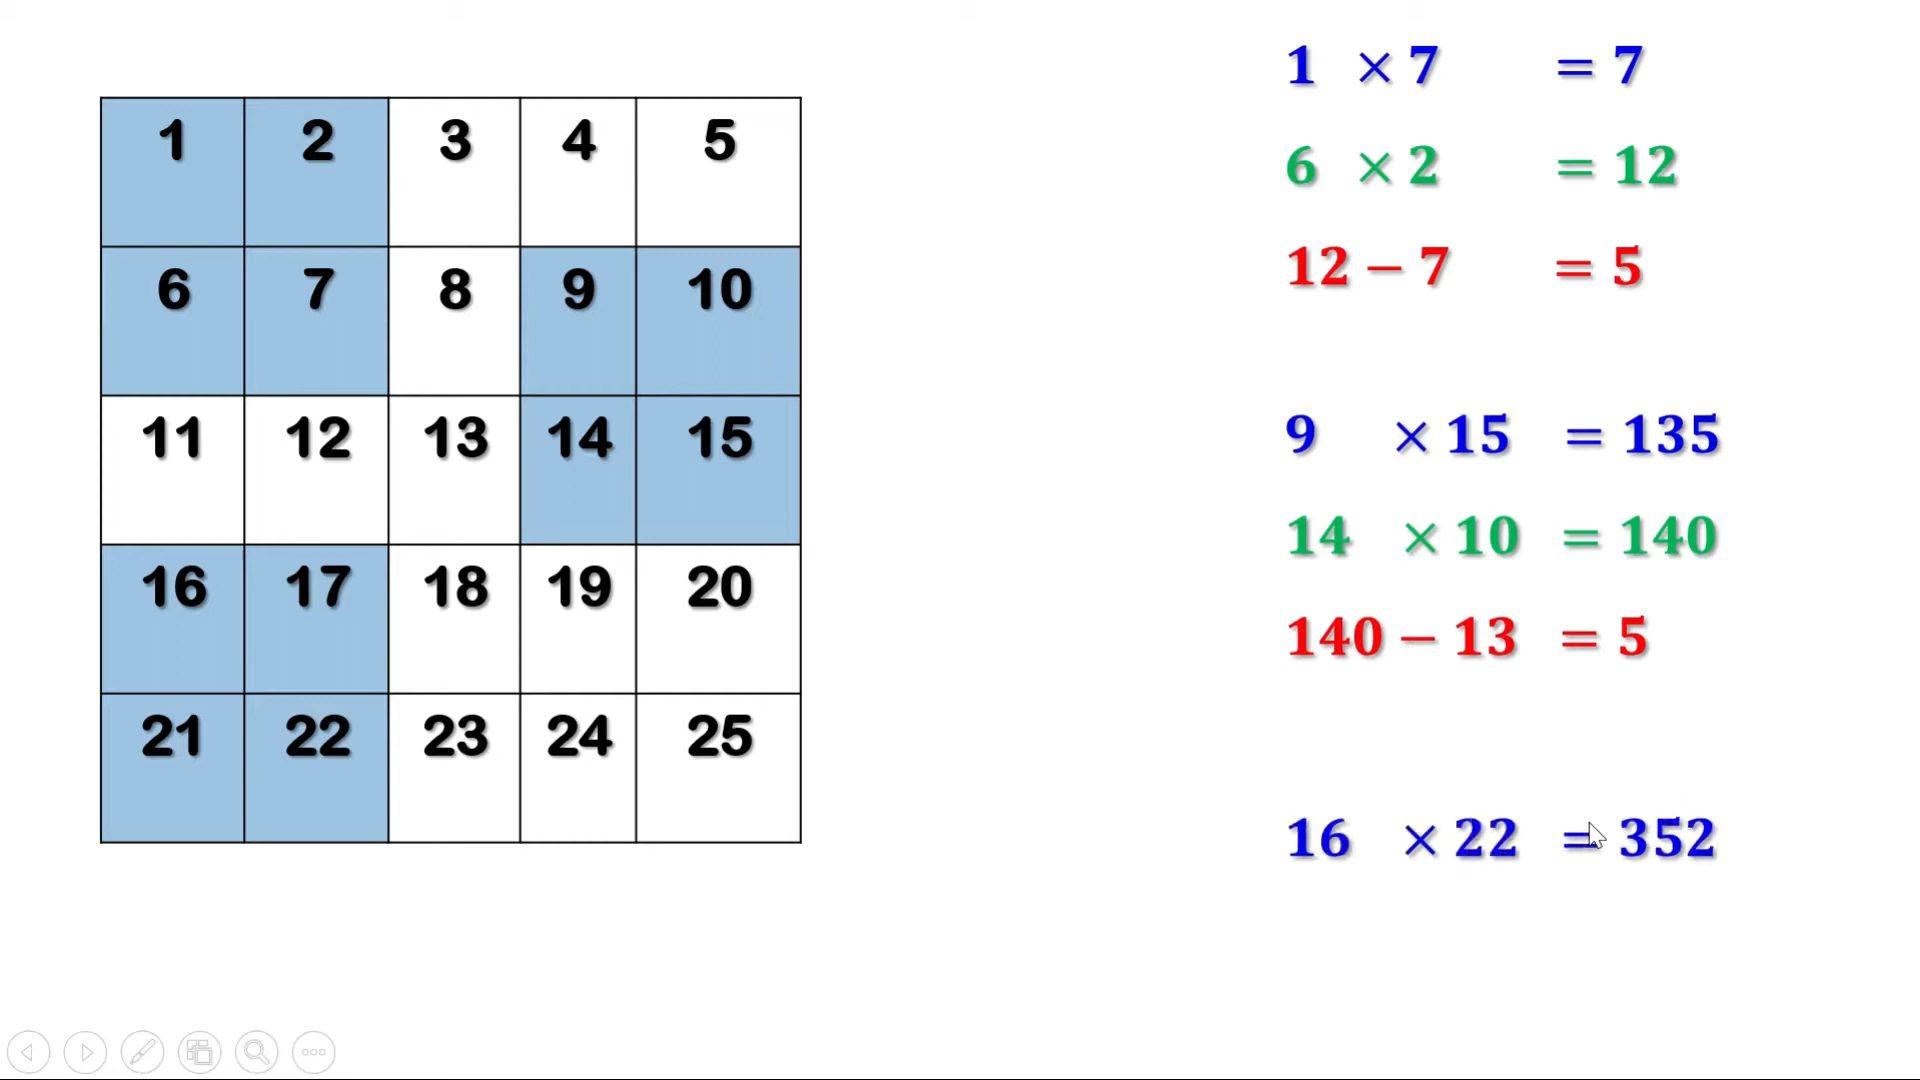 1 2 3 4 5
6 7 8 9 10
11 12 13 14 15
16 17 18 19 20
21 22 23 24 25
1 × 7 = 7
6 × 2 = 12
12 − 7 = 5
9 × 15 = 135
14 × 10 = 140
140 − 13 = 5
16 × 22 = 352